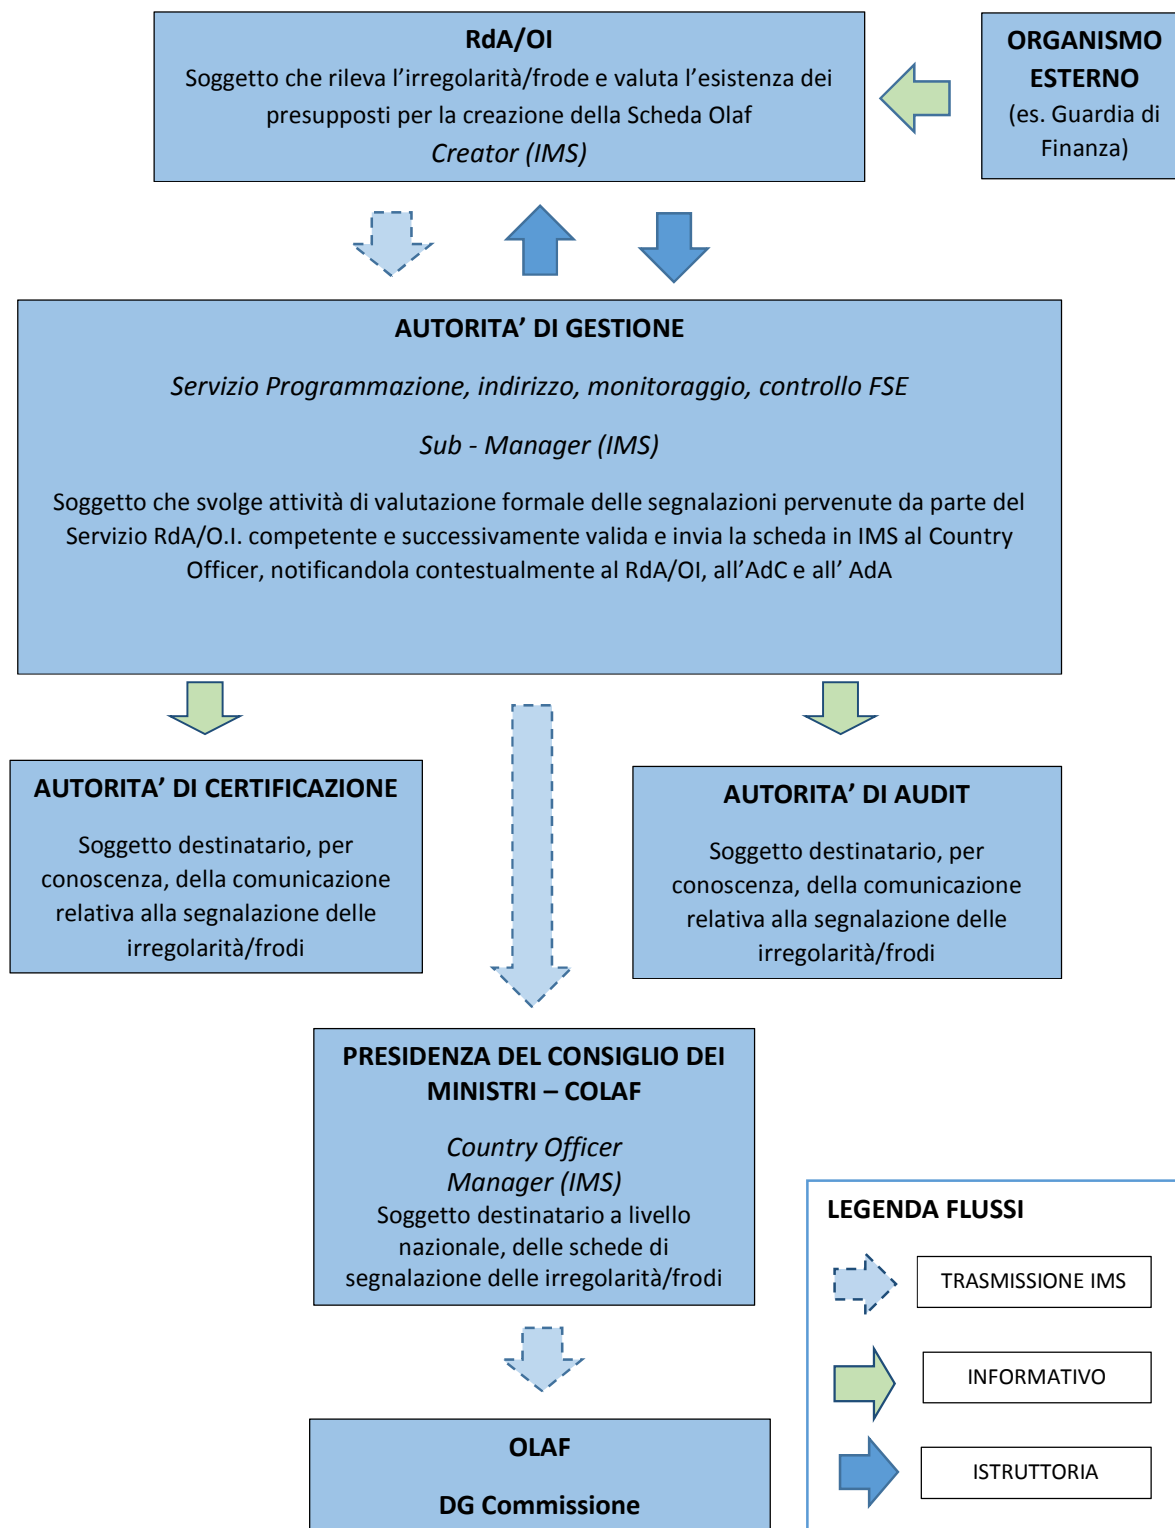 RdA/OI
Soggetto che rileva l’irregolarità/frode e valuta l’esistenza dei
presupposti per la creazione della Scheda Olaf
Creator (IMS)
ORGANISMO
ESTERNO
(es. Guardia di
Finanza)
AUTORITA’ DI GESTIONE
Servizio Programmazione, indirizzo, monitoraggio, controllo FSE
Sub - Manager (IMS)
Soggetto che svolge attività di valutazione formale delle segnalazioni pervenute da parte del
Servizio RdA/O.I. competente e successivamente valida e invia la scheda in IMS al Country
Officer, notificandola contestualmente al RdA/OI, all’AdC e all’ AdA
AUTORITA’ DI CERTIFICAZIONE
Soggetto destinatario, per
conoscenza, della comunicazione
relativa alla segnalazione delle
irregolarità/frodi
AUTORITA’ DI AUDIT
Soggetto destinatario, per
conoscenza, della comunicazione
relativa alla segnalazione delle
irregolarità/frodi
PRESIDENZA DEL CONSIGLIO DEI
MINISTRI – COLAF
Country Officer
Manager (IMS)
Soggetto destinatario a livello
nazionale, delle schede di
segnalazione delle irregolarità/frodi
OLAF
DG Commissione
LEGENDA FLUSSI
TRASMISSIONE IMS
INFORMATIVO
ISTRUTTORIA